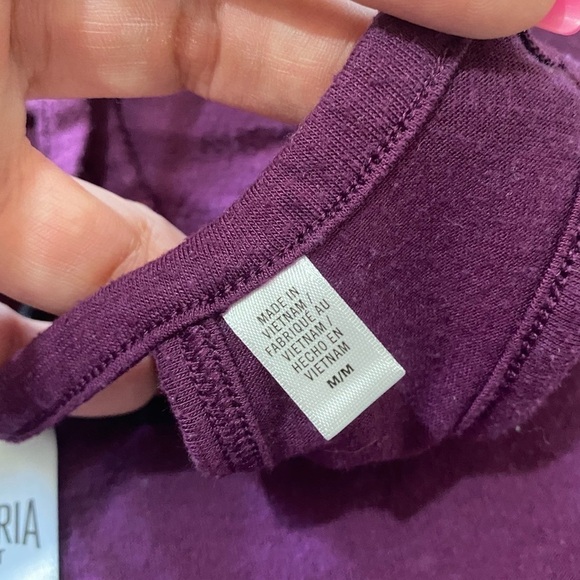 MADE IN
VIETNAM /
FABRIQUE AU
VIETNAM /
HECHO EN
VIETNAM
M/M
RIA